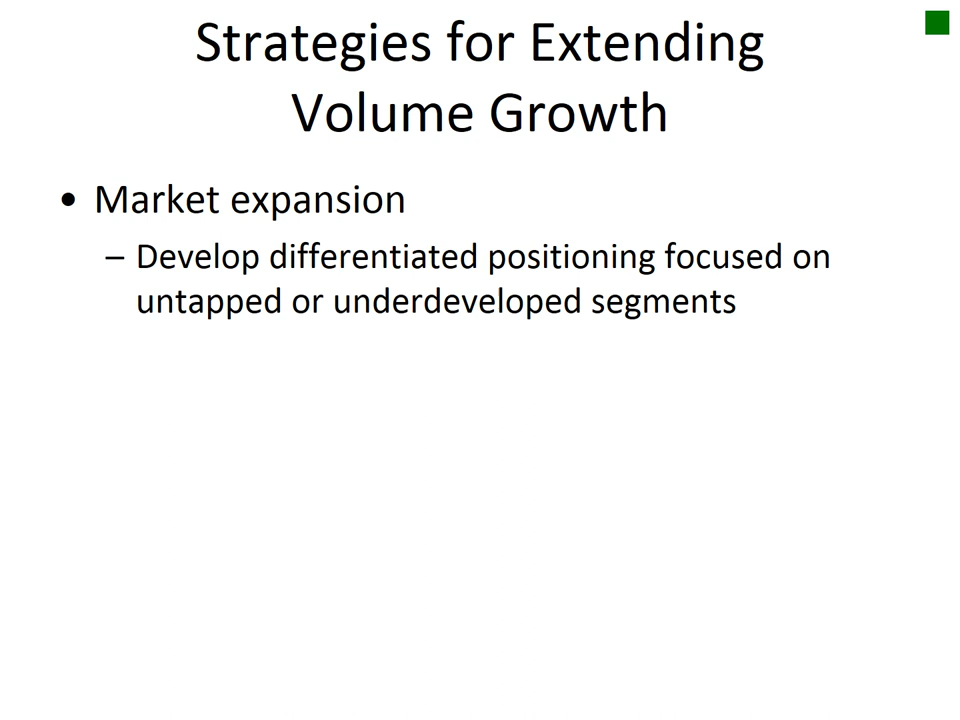 Strategies for Extending
Volume Growth
• Market expansion
– Develop differentiated positioning focused on
untapped or underdeveloped segments